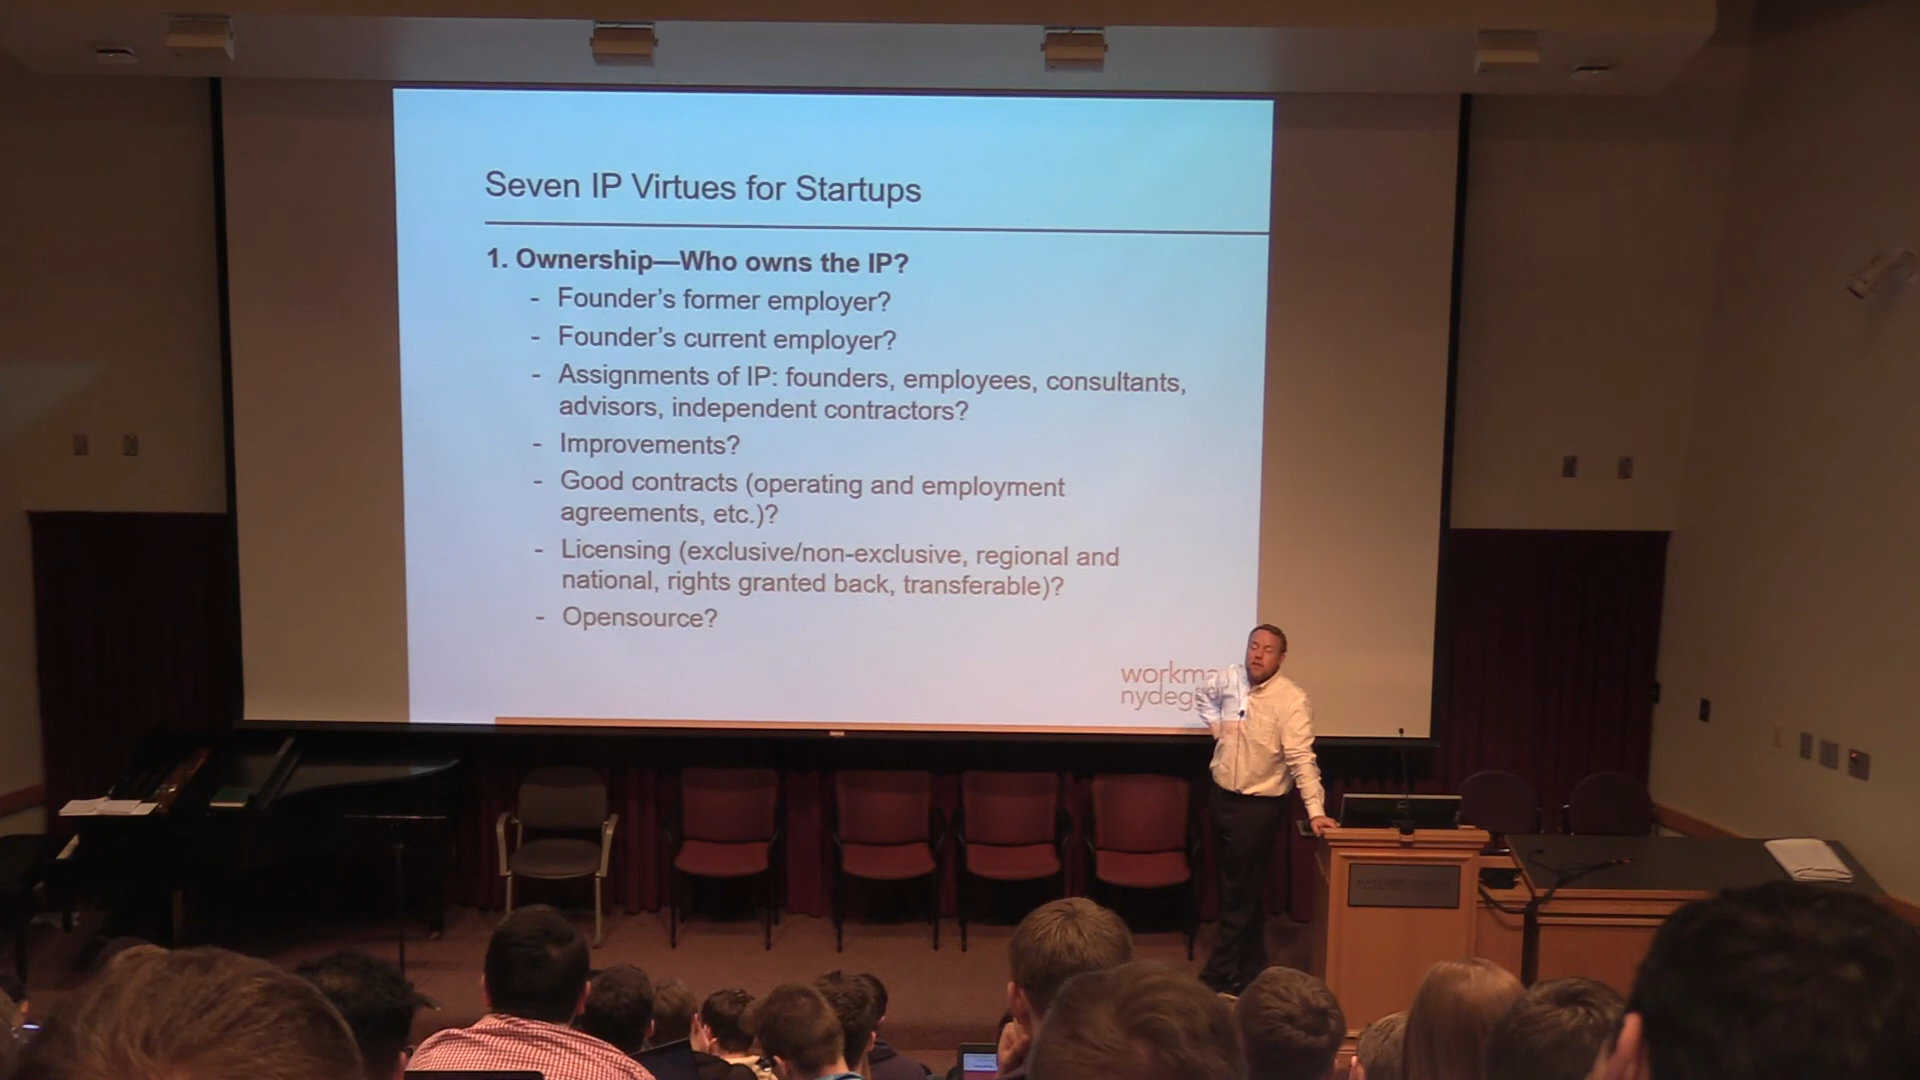 Seven IP Virtues for Startups
1. Ownership—Who owns the IP?
- Founder's former employer?
- Founder's current employer?
- Assignments of IP: founders, employees, consultants,
advisors, independent contractors?
- Improvements?
- Good contracts (operating and employment
agreements, etc.)?
- Licensing (exclusive/non-exclusive, regional and
national, rights granted back, transferable)?
- Opensource?
workma
nydeg